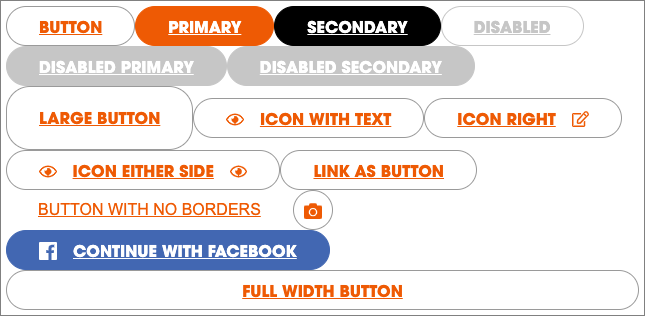 BUTTON PRIMARY SECONDARY DISABLED
DISABLED PRIMARY DISABLED SECONDARY
LARGE BUTTON ICON WITH TEXT ICON RIGHT
ICON EITHER SIDE LINK AS BUTTON
BUTTON WITH NO BORDERS
CONTINUE WITH FACEBOOK
FULL WIDTH BUTTON